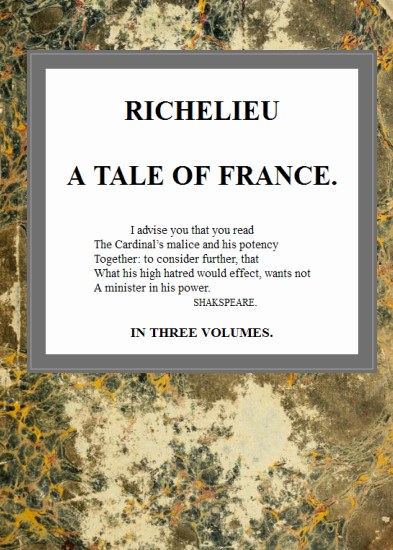 RICHELIEU
A TALE OF FRANCE.
I advise you that you read
The Cardinal’s malice and his potency
Together: to consider further, that
What his high hatred would effect, wants not
A minister in his power.
SHAKSPEARE.
IN THREE VOLUMES.